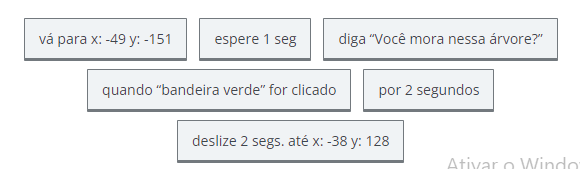 vá para x: -49 y: -151
espere 1 seg
diga “Você mora nessa árvore?”
quando “bandeira verde” for clicado
por 2 segundos
deslize 2 segs. até x: -38 y: 128
Ativar o